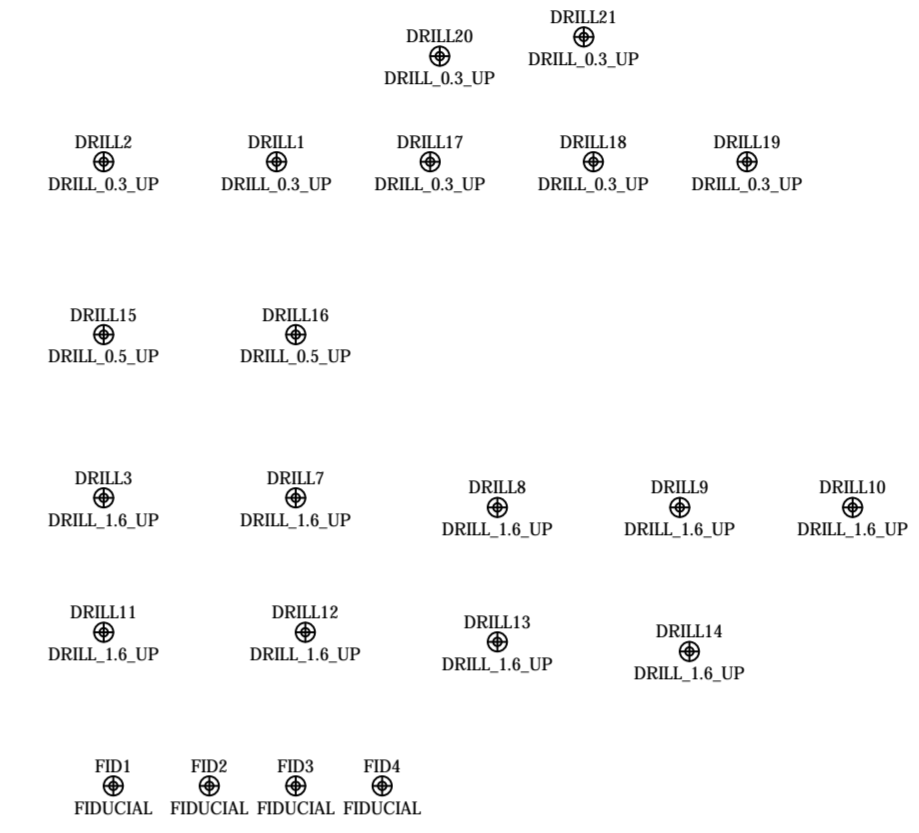 DRILL21
DRILL20
DRILL_0.3_UP
DRILL_0.3_UP
DRILL2 DRILL1 DRILL17 DRILL18 DRILL19
DRILL_0.3_UP DRILL_0.3_UP DRILL_0.3_UP DRILL_0.3_UP DRILL_0.3_UP
DRILL15 DRILL16
DRILL_0.5_UP DRILL_0.5_UP
DRILL3 DRILL7 DRILL8 DRILL9 DRILL10
DRILL_1.6_UP DRILL_1.6_UP DRILL_1.6_UP DRILL_1.6_UP DRILL_1.6_UP
DRILL11 DRILL12 DRILL13 DRILL14
DRILL_1.6_UP DRILL_1.6_UP DRILL_1.6_UP DRILL_1.6_UP
FID1 FID2 FID3 FID4
FIDUCIAL FIDUCIAL FIDUCIAL FIDUCIAL